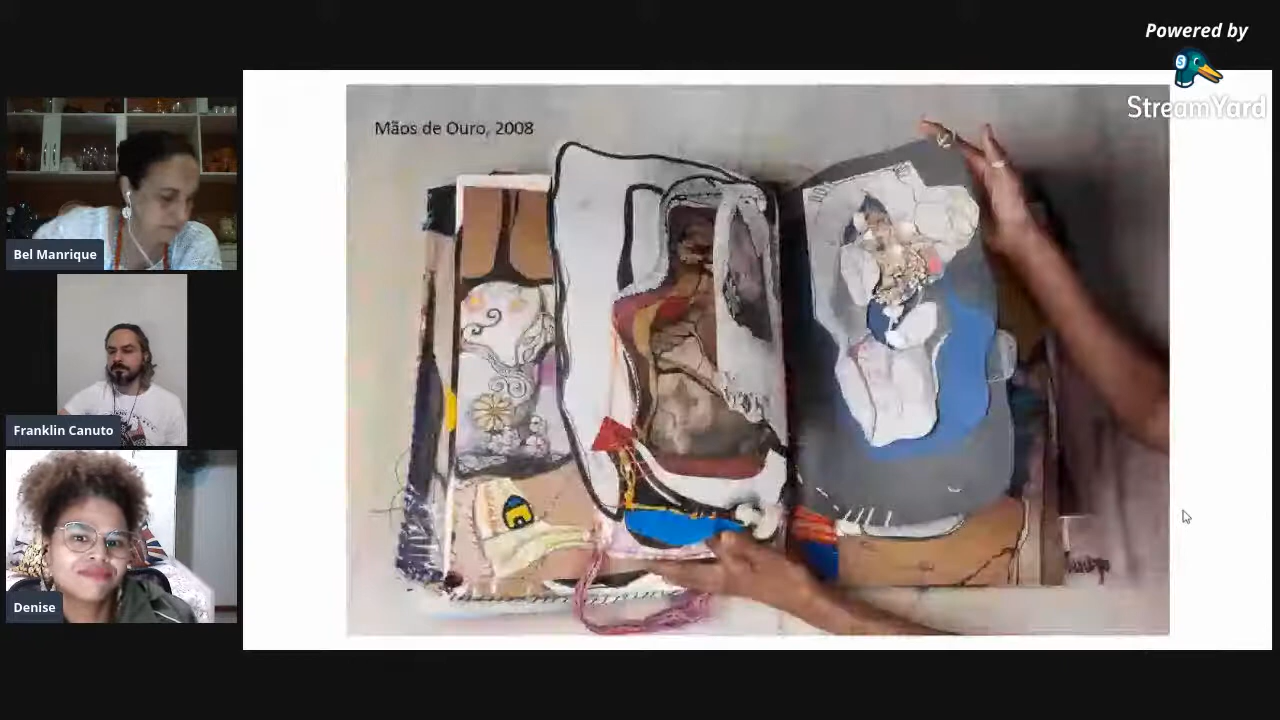 Powered by
StreamYard
Mãos de Ouro, 2008
Bel Manrique
Franklin Canuto
Denise